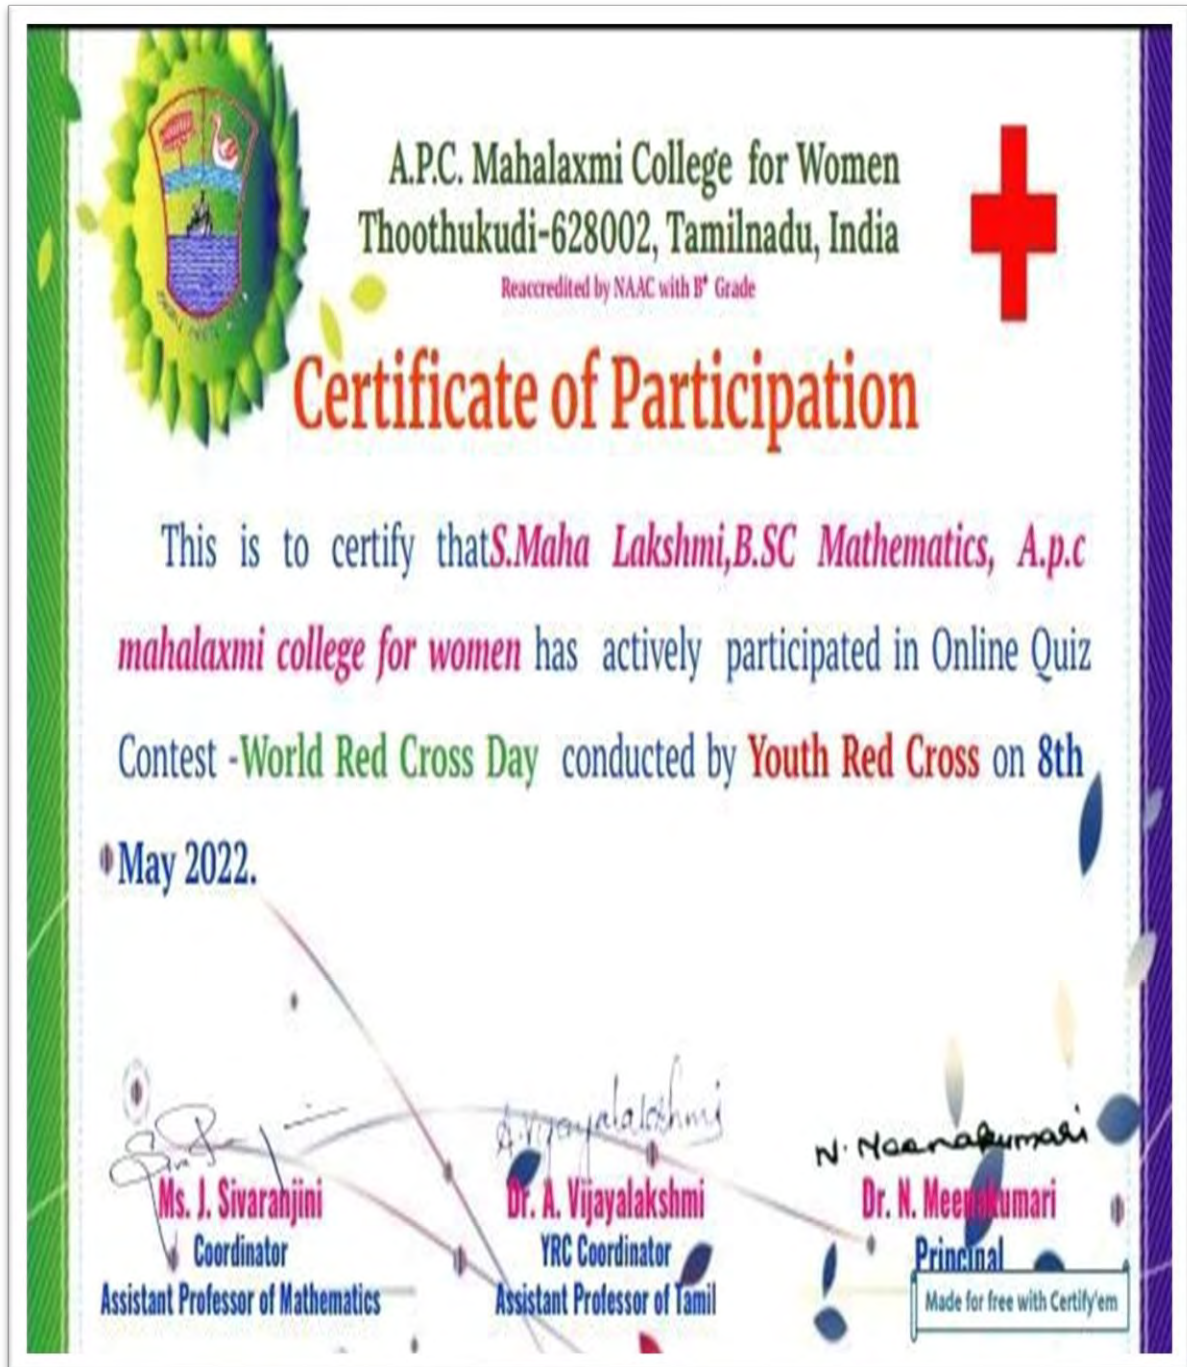 A.P.C. Mahalaxmi College for Women
Thoothukudi-628002, Tamilnadu, India
Reaccredited by NAAC with B+ Grade
Certificate of Participation
This is to certify thatS.Maha Lakshmi,B.SC Mathematics, A.p.c
mahalaxmi college for women has actively participated in Online Quiz
Contest -World Red Cross Day conducted by Youth Red Cross on 8th
May 2022.
A.Vijayalakshmi
N. Meenakumari
Ms. J. Sivaranjini
Dr. A. Vijayalakshmi
Dr. N. Meenakumari
Coordinator
YRC Coordinator
Principal
Assistant Professor of Mathematics
Assistant Professor of Tamil
Made for free with Certify'em